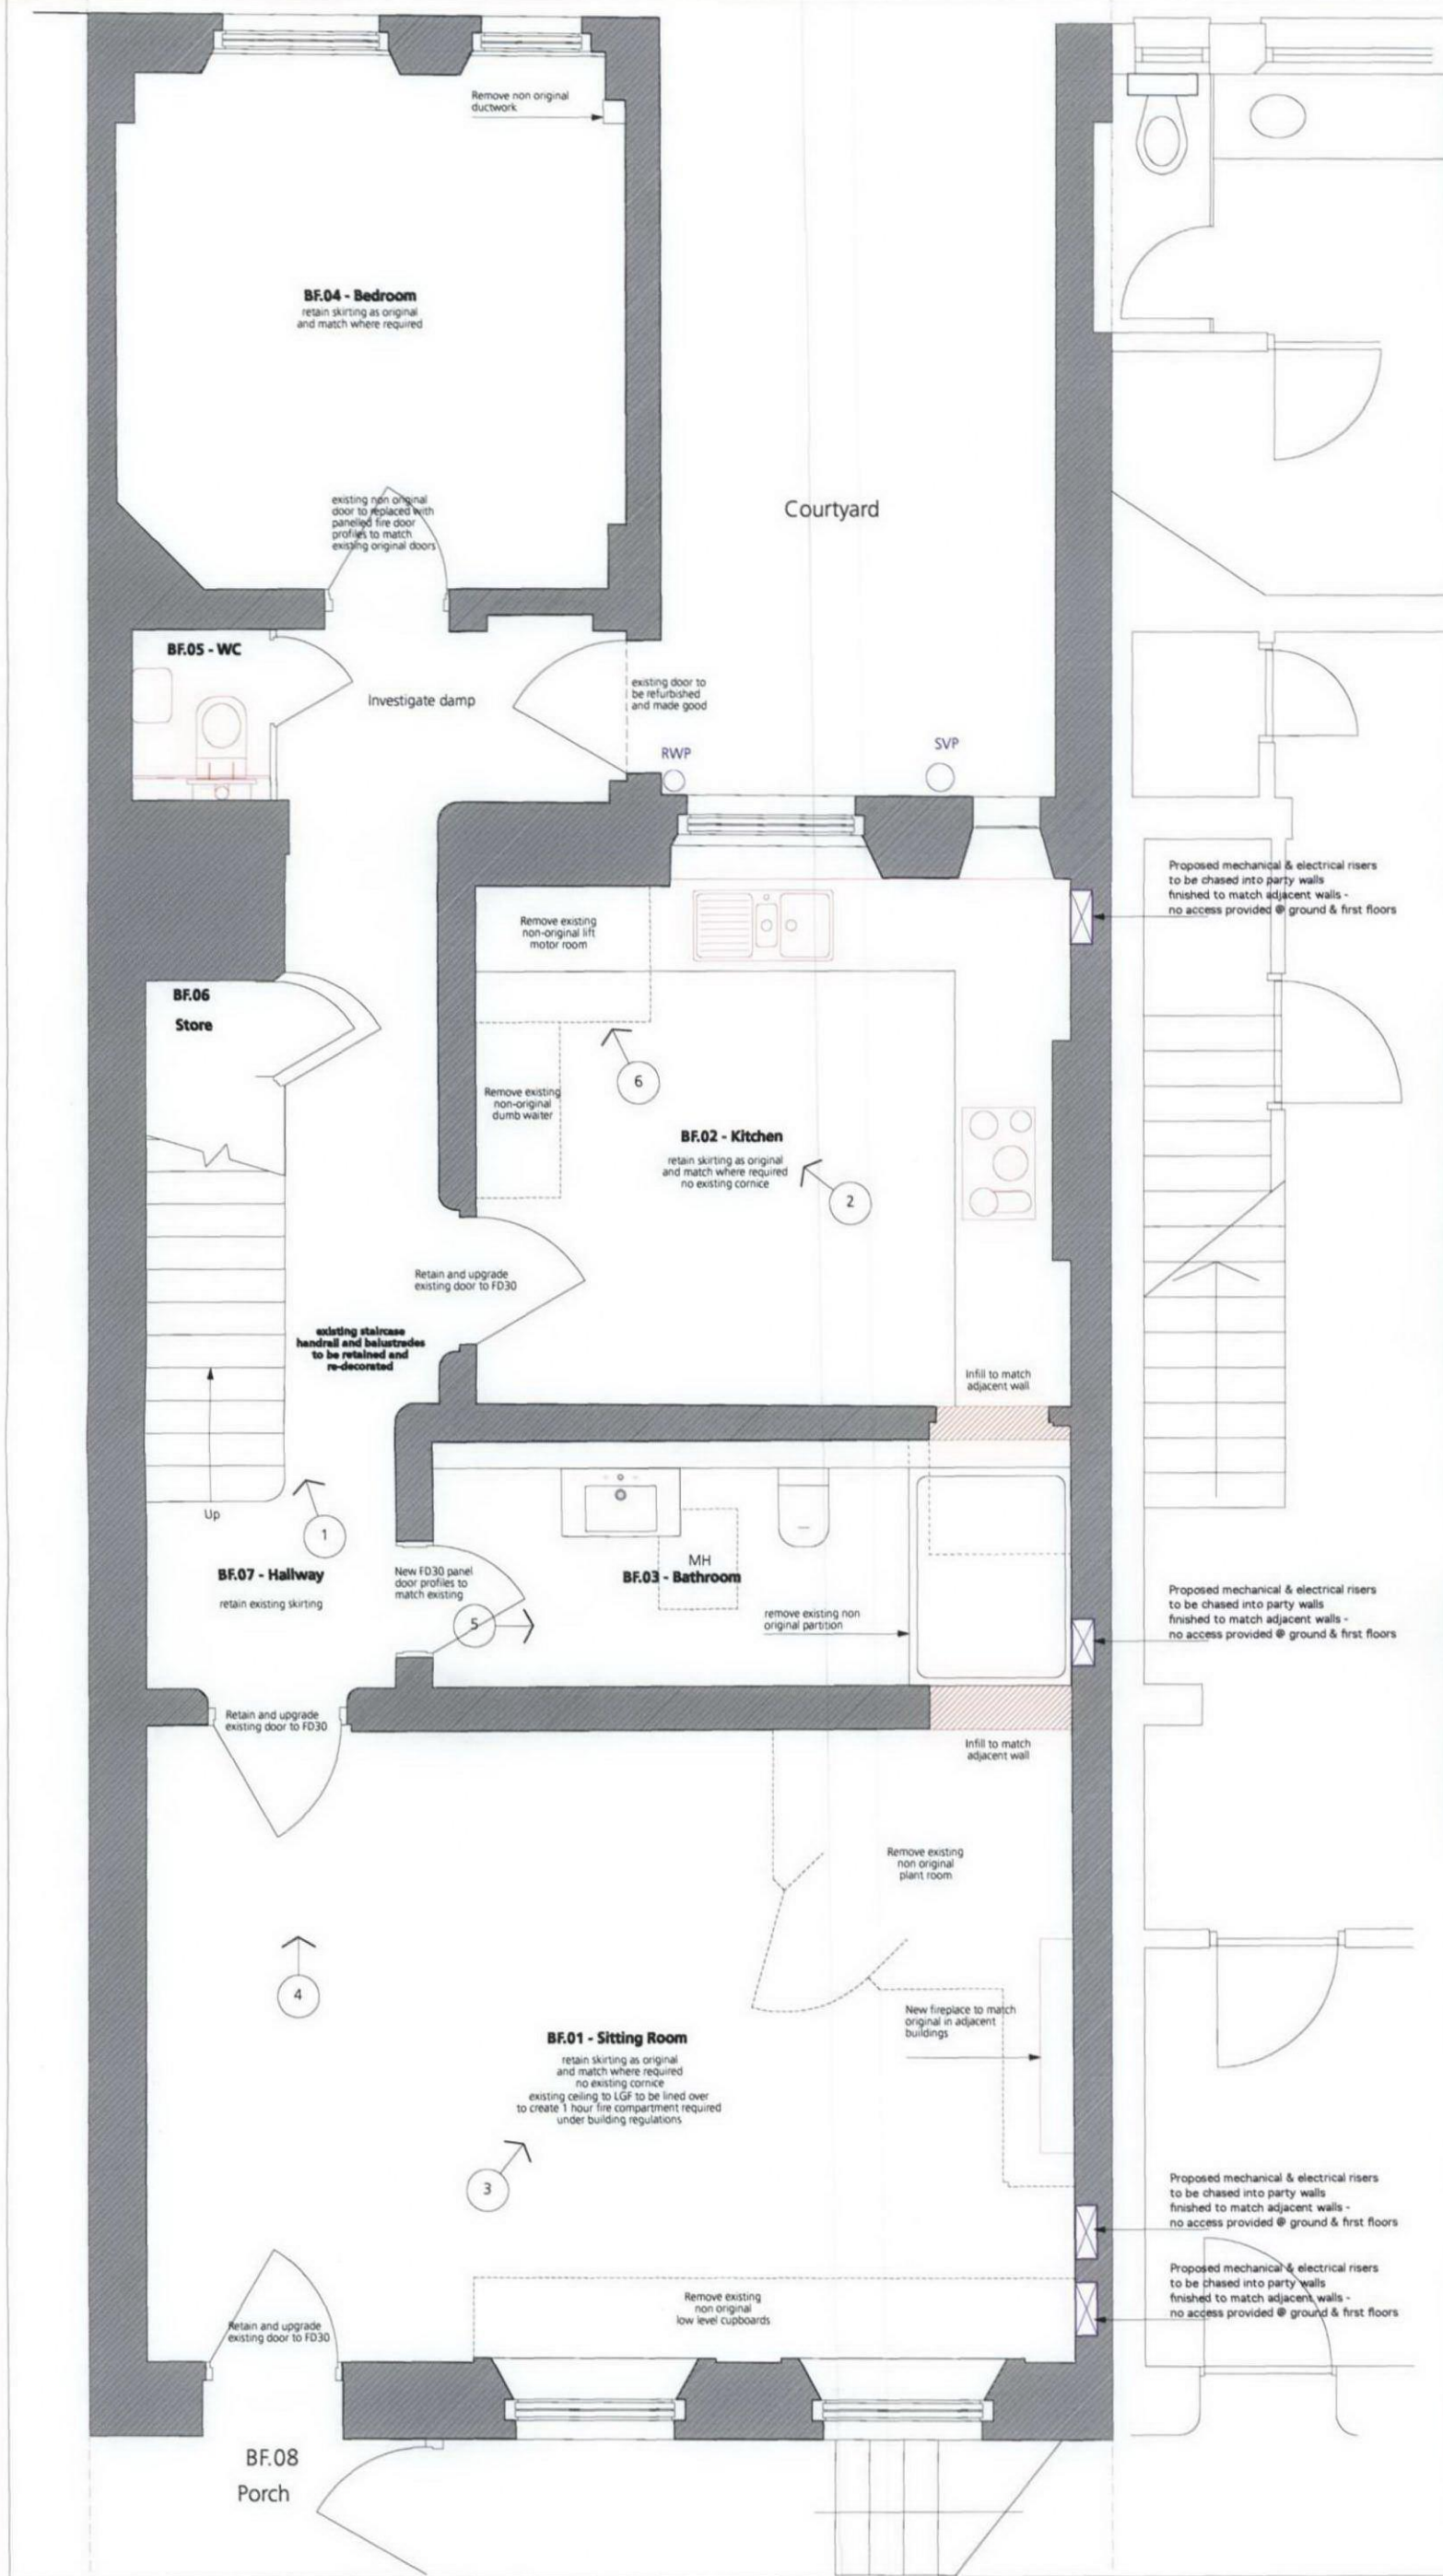 Remove non original
ductwork
BF.04 - Bedroom
retain skirting as original
and match where required
existing non original
door to replaced with
panelled fire door
profiles to match
existing original doors
Courtyard
BF.05 - WC
Investigate damp
existing door to
be refurbished
and made good
RWP
SVP
Proposed mechanical & electrical risers
to be chased into party walls
finished to match adjacent walls -
no access provided @ ground & first floors
Remove existing
non-original lift
motor room
BF.06
Store
6
Remove existing
non-original
dumb waiter
BF.02 - Kitchen
retain skirting as original
and match where required
no existing cornice
2
Retain and upgrade
existing door to FD30
existing staircase
handrail and balustrades
to be retained and
re-decorated
Infill to match
adjacent wall
Up
1
BF.07 - Hallway
retain existing skirting
New FD30 panel
door profiles to
match existing
5
MH
BF.03 - Bathroom
remove existing non
original partition
Proposed mechanical & electrical risers
to be chased into party walls
finished to match adjacent walls -
no access provided @ ground & first floors
Retain and upgrade
existing door to FD30
Infill to match
adjacent wall
Remove existing
non original
plant room
4
New fireplace to match
original in adjacent
buildings
BF.01 - Sitting Room
retain skirting as original
and match where required
no existing cornice
existing ceiling to LGF to be lined over
to create 1 hour fire compartment required
under building regulations
3
Proposed mechanical & electrical risers
to be chased into party walls
finished to match adjacent walls -
no access provided @ ground & first floors
Proposed mechanical & electrical risers
to be chased into party walls
finished to match adjacent walls -
no access provided @ ground & first floors
Remove existing
non original
low level cupboards
Retain and upgrade
existing door to FD30
BF.08
Porch